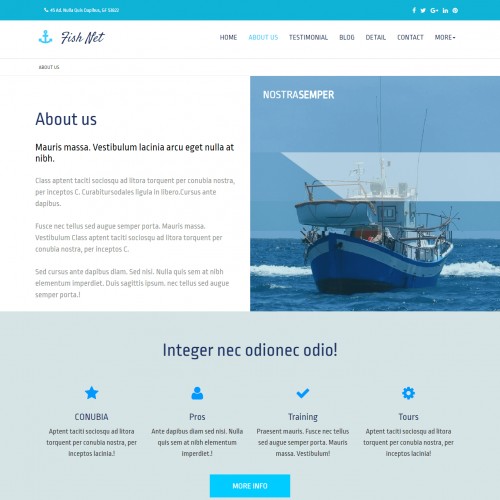 45 Ad, Nulla Quis Dapibus, GF 53822
Fish Net
HOME ABOUT US TESTIMONIAL BLOG DETAIL CONTACT MORE
ABOUT US
About us
Mauris massa. Vestibulum lacinia arcu eget nulla at
nibh.
Class aptent taciti sociosqu ad litora torquent per conubia nostra,
per inceptos C. Curabitursodales ligula in libero.Cursus ante
dapibus.
Fusce nec tellus sed augue semper porta. Mauris massa.
Vestibulum Class aptent taciti sociosqu ad litora torquent per
conubia nostra, per inceptos C.
Sed cursus ante dapibus diam. Sed nisi. Nulla quis sem at nibh
elementum imperdiet. Duis sagittis ipsum. nec tellus sed augue
semper porta.!
NOSTRASEMPER
Integer nec odionec odio!
CONUBIA
Aptent taciti sociosqu ad litora
torquent per conubia nostra, per
inceptos lacinia.!
Pros
Ante dapibus diam sed nisi. Nulla
quis sem at nibh elementum
imperdiet.!
Training
Praesent mauris. Fusce nec tellus
sed augue semper porta. Mauris
massa. Vestibulum!
Tours
Aptent taciti sociosqu ad litora
torquent per conubia nostra, per
inceptos lacinia!
MORE INFO